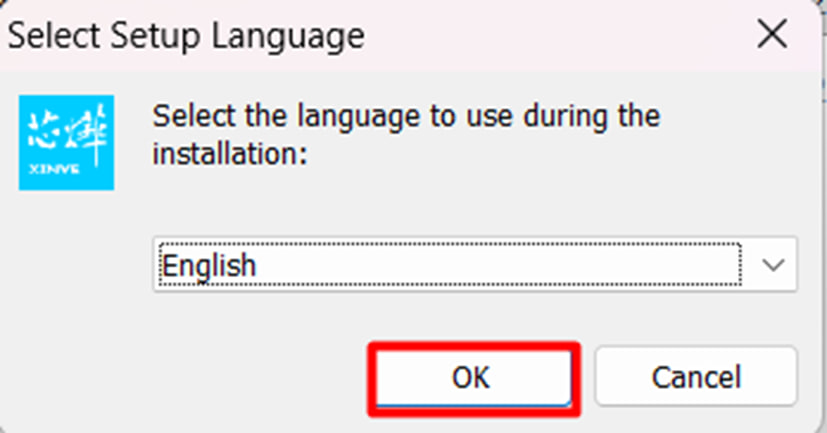 Select Setup Language
芯烨
XINYE
Select the language to use during the
installation:
English
OK
Cancel